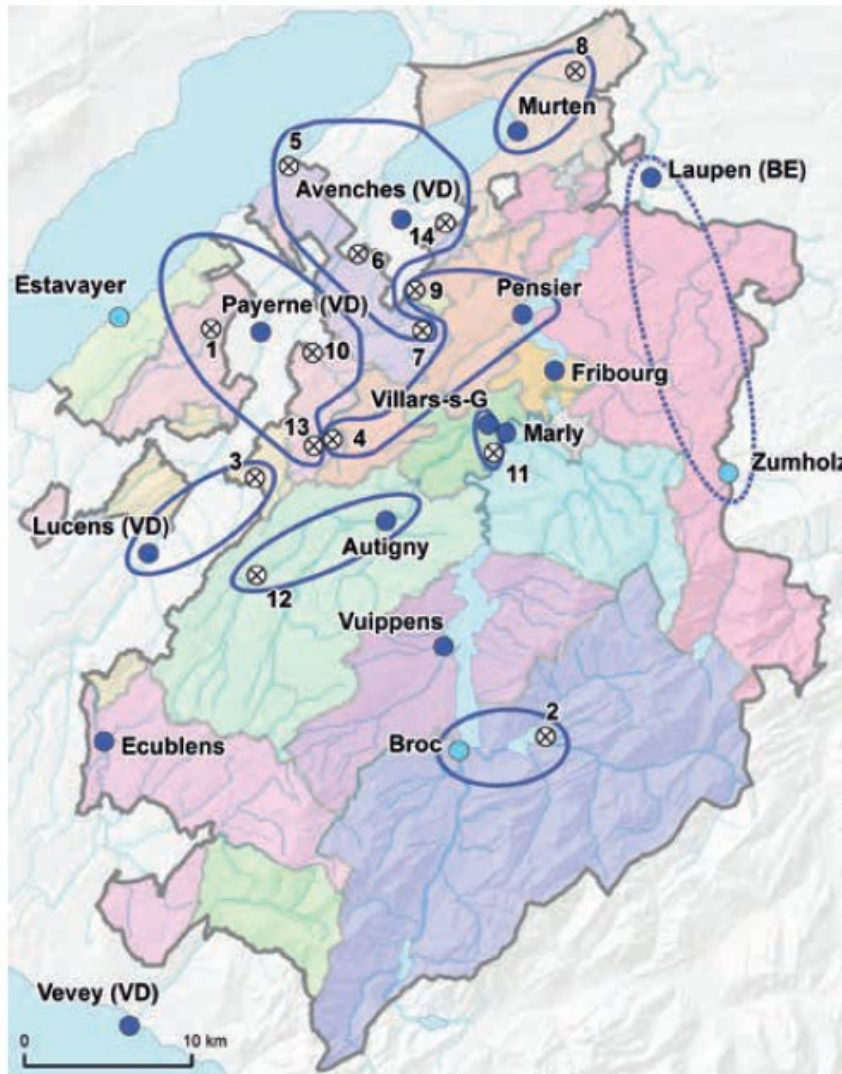 8
Murten
5
Laupen (BE)
Avenches (VD)
14
6
Estavayer
9
Payerne (VD)
Pensier
1
10
7
Fribourg
Villars-s-G
13
4
Marly
3
11
Zumholz
Lucens (VD)
Autigny
12
Vuippens
2
Ecublens
Broc
Vevey (VD)
0 10 km